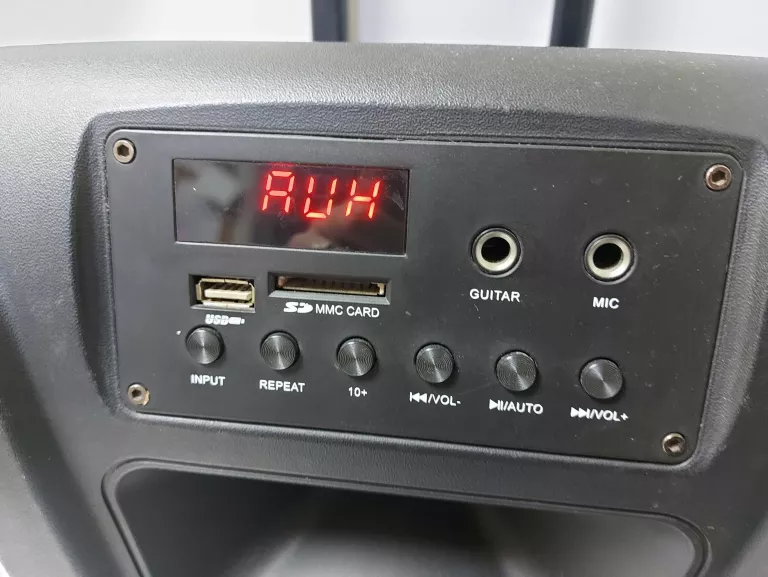 AUH
GUITAR
MIC
USB
SD MMC CARD
INPUT
REPEAT
10+
⏮/VOL-
⏯/AUTO
⏭/VOL+